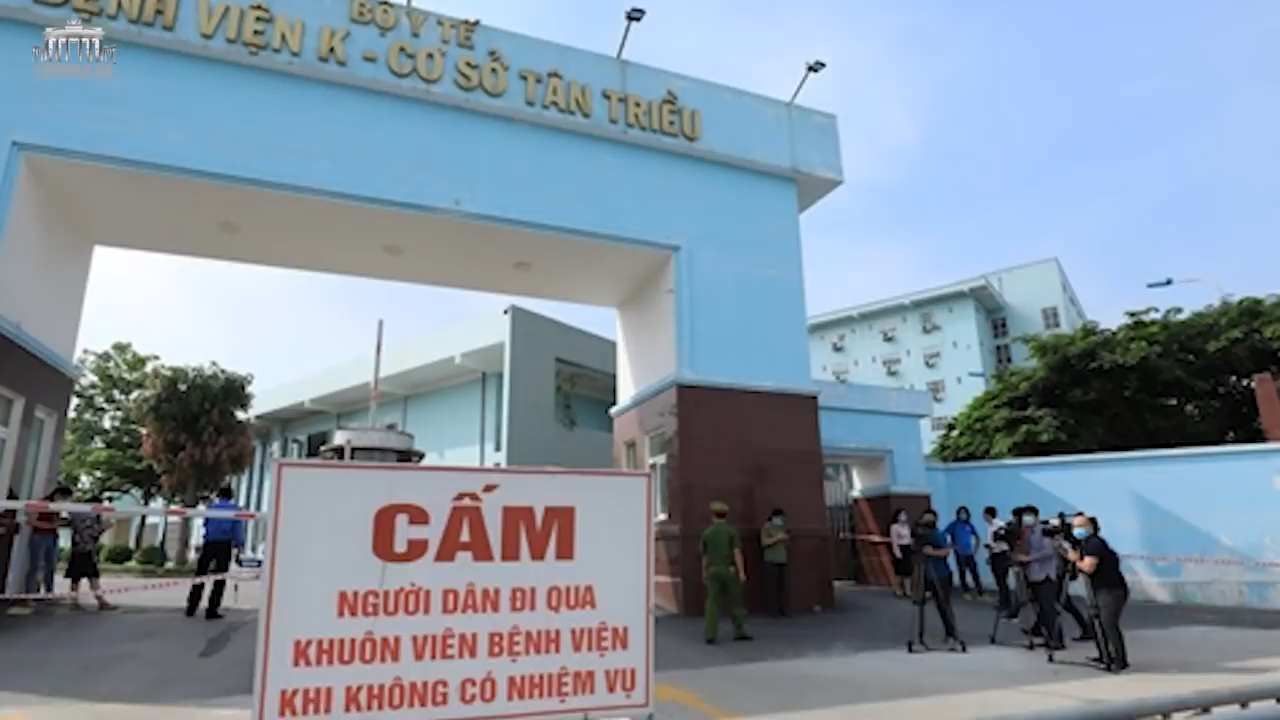 BỘ Y TẾ
BỆNH VIỆN K - CƠ SỞ TÂN TRIỀU
CẤM
NGƯỜI DÂN ĐI QUA
KHUÔN VIÊN BỆNH VIỆN
KHI KHÔNG CÓ NHIỆM VỤ